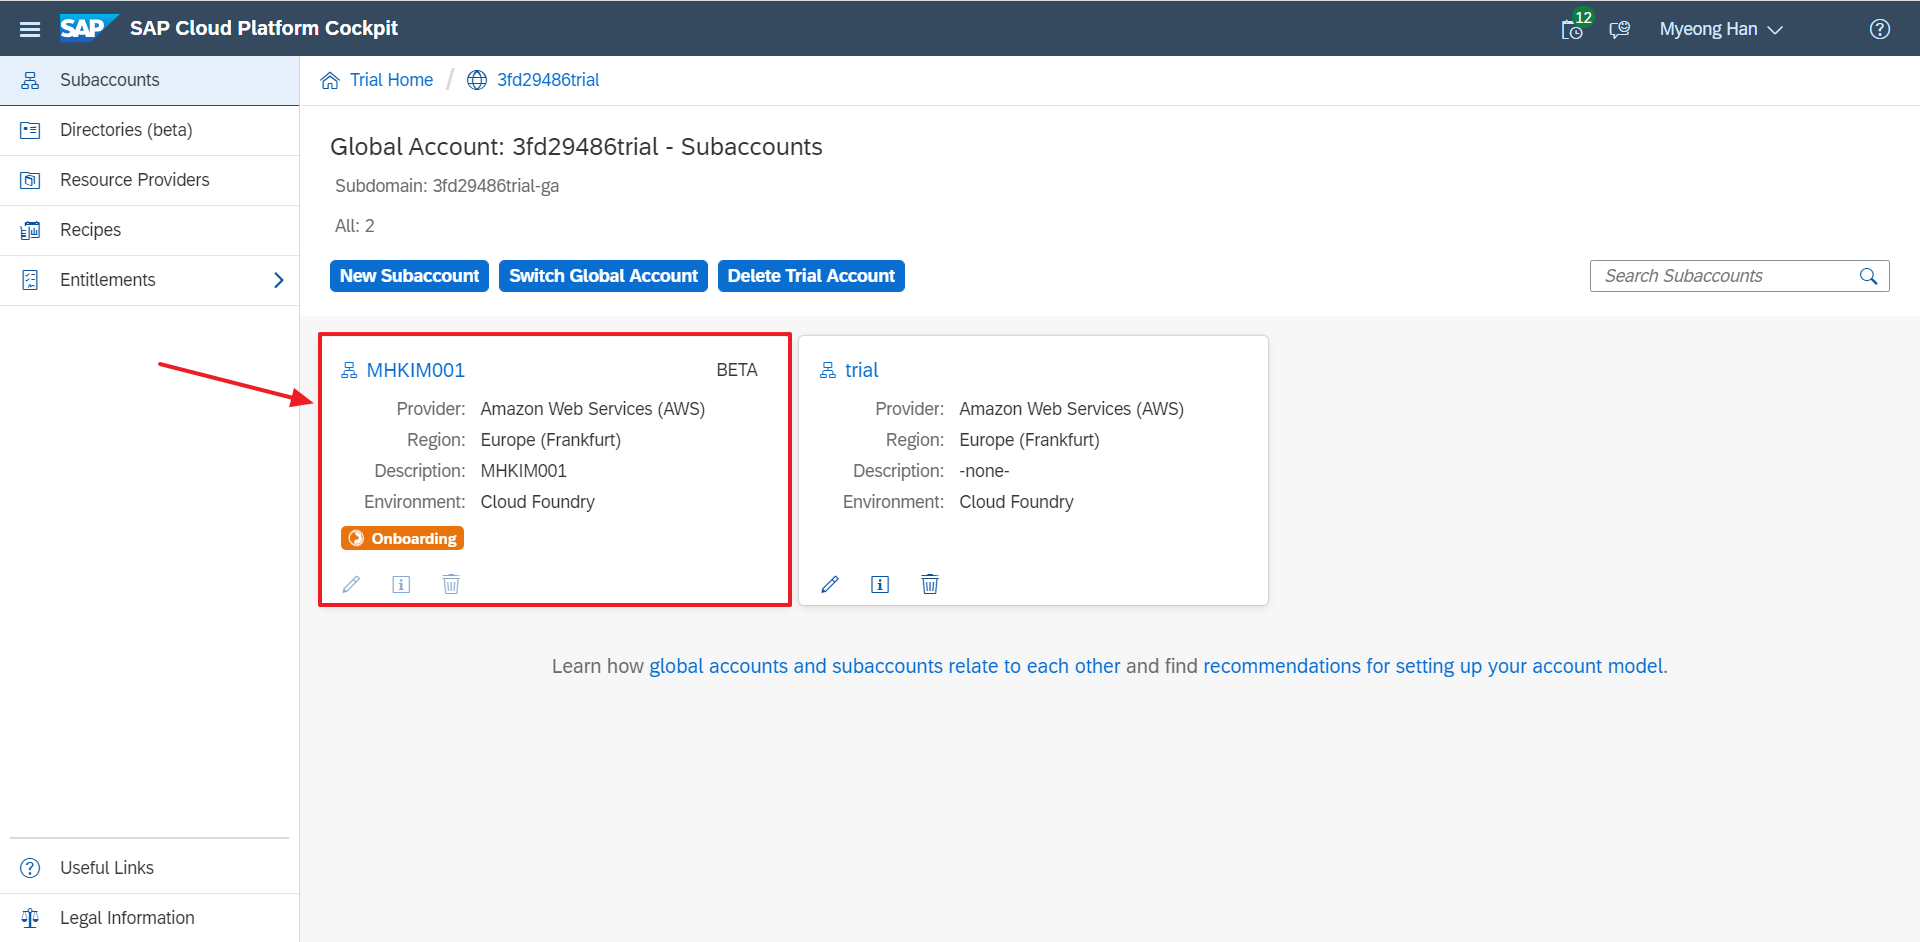 SAP SAP Cloud Platform Cockpit
12
Myeong Han
Subaccounts
Directories (beta)
Resource Providers
Recipes
Entitlements
Trial Home / 3fd29486trial
Global Account: 3fd29486trial - Subaccounts
Subdomain: 3fd29486trial-ga
All: 2
New Subaccount Switch Global Account Delete Trial Account
Search Subaccounts
MHKIM001 BETA
Provider: Amazon Web Services (AWS)
Region: Europe (Frankfurt)
Description: MHKIM001
Environment: Cloud Foundry
Onboarding
trial
Provider: Amazon Web Services (AWS)
Region: Europe (Frankfurt)
Description: -none-
Environment: Cloud Foundry
Learn how global accounts and subaccounts relate to each other and find recommendations for setting up your account model.
Useful Links
Legal Information